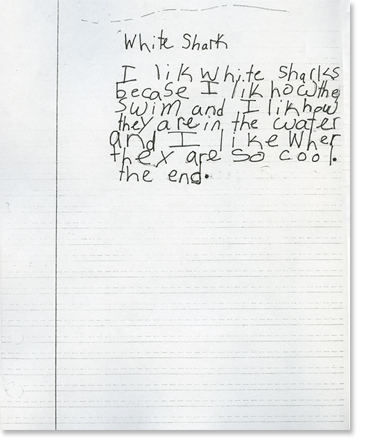 White Shark
I lik white Sharks
becase I lik how the
swim and I lik how
they are in the water
and I like Wher
thex are so cool.
the end.